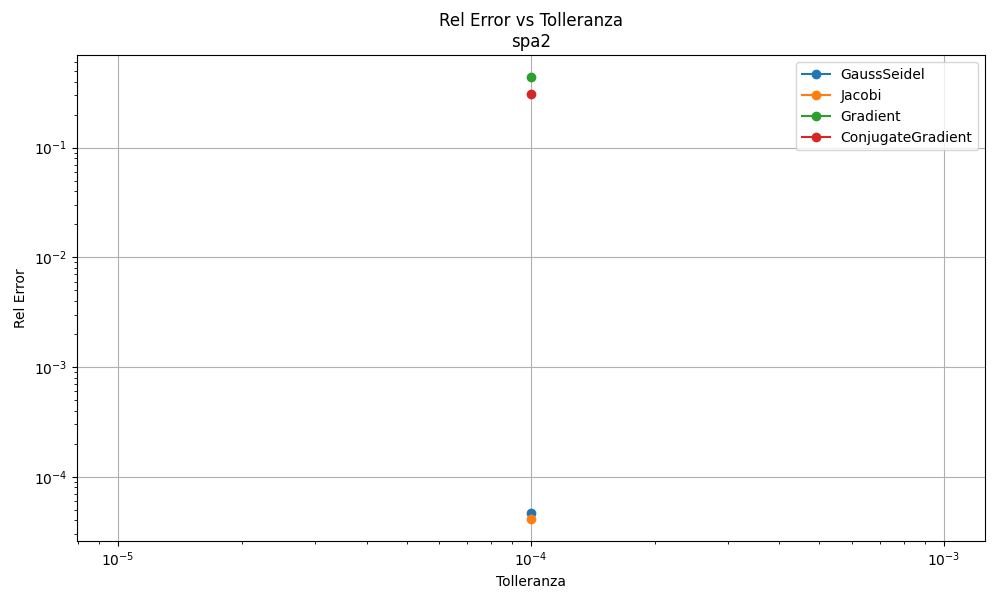 Rel Error vs Tolleranza
spa2
GaussSeidel
Jacobi
Gradient
ConjugateGradient
Rel Error
10⁻¹
10⁻²
10⁻³
10⁻⁴
10⁻⁵ 10⁻⁴ 10⁻³
Tolleranza